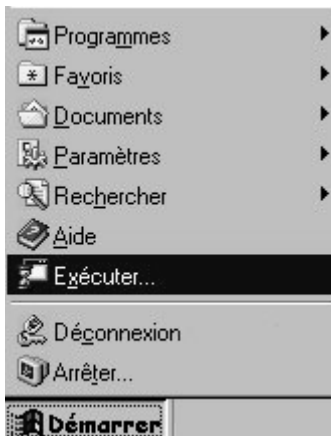 Programmes
Favoris
Documents
Paramètres
Rechercher
Aide
Exécuter...
Déconnexion
Arrêter...
Démarrer